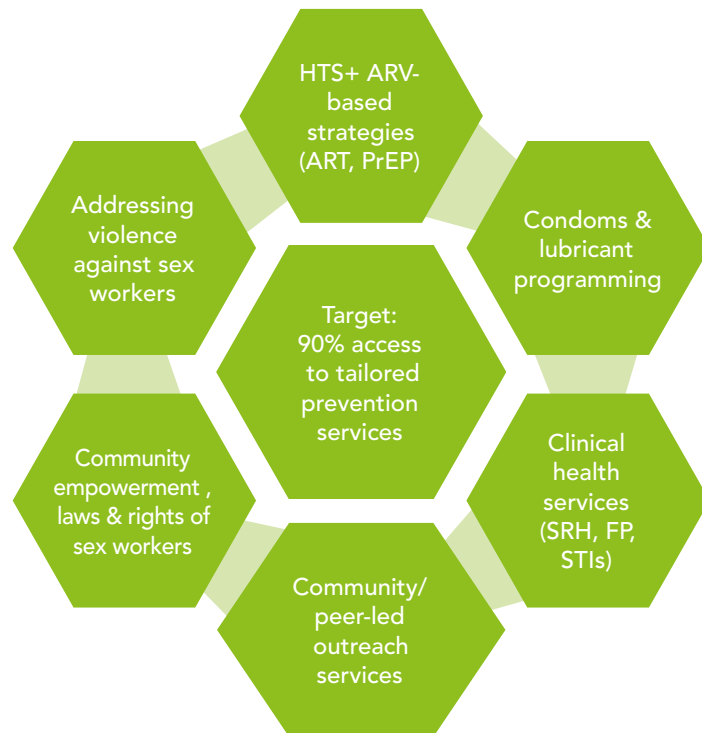 HTS+ ARV-
based
strategies
(ART, PrEP)
Addressing
violence
against sex
workers
Condoms &
lubricant
programming
Target:
90% access
to tailored
prevention
services
Community
empowerment ,
laws & rights of
sex workers
Clinical
health
services
(SRH, FP,
STIs)
Community/
peer-led
outreach
services